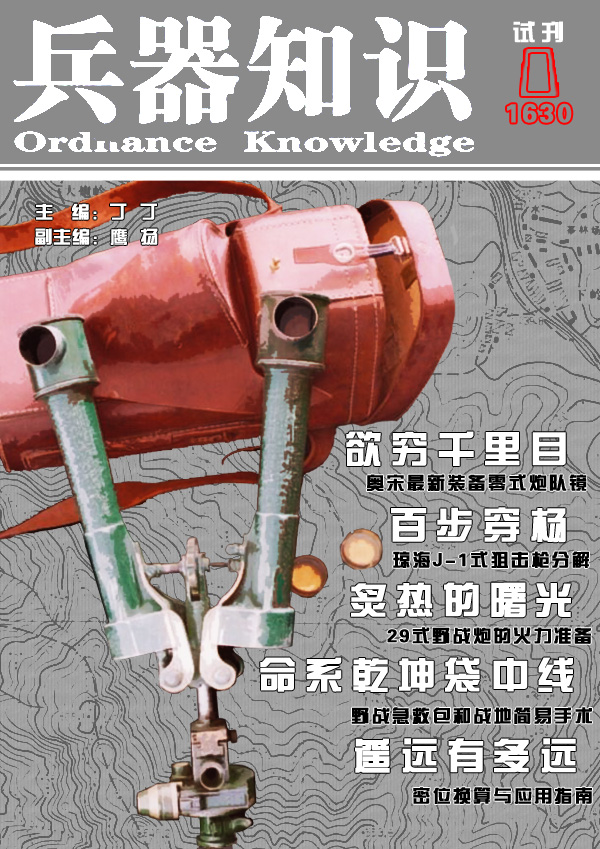 兵器知识
Ordnance Knowledge
试刊
1630
主 编：丁 丁
副主编：鹰 扬
欲穷千里目
奥宋最新装备零式炮队镜
百步穿杨
琼海J-1式狙击枪分解
炙热的曙光
29式野战炮的火力准备
命系乾坤袋中线
野战急救包和战地简易手术
遥远有多远
密位换算与应用指南